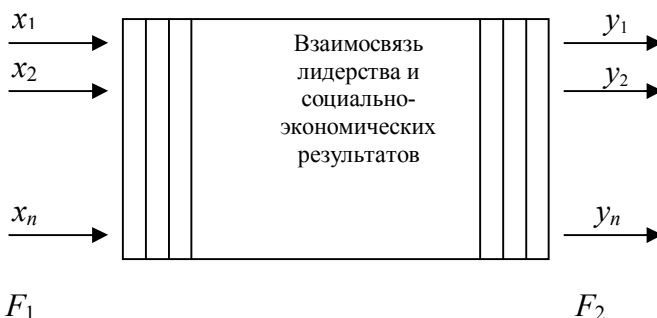 x₁
x₂
xₙ
Взаимосвязь
лидерства и
социально-
экономических
результатов
y₁
y₂
yₙ
F₁
F₂